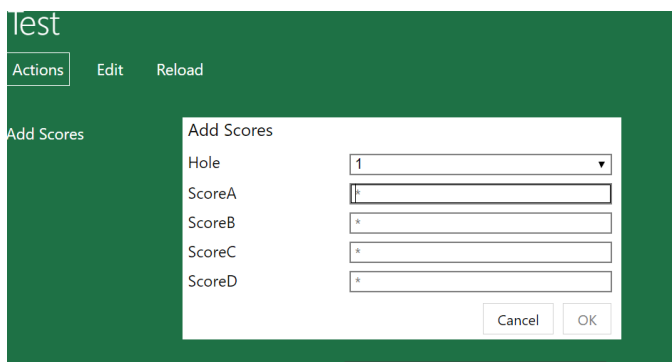 Test
Actions Edit Reload
Add Scores
Add Scores
Hole 1
ScoreA *
ScoreB *
ScoreC *
ScoreD *
Cancel OK